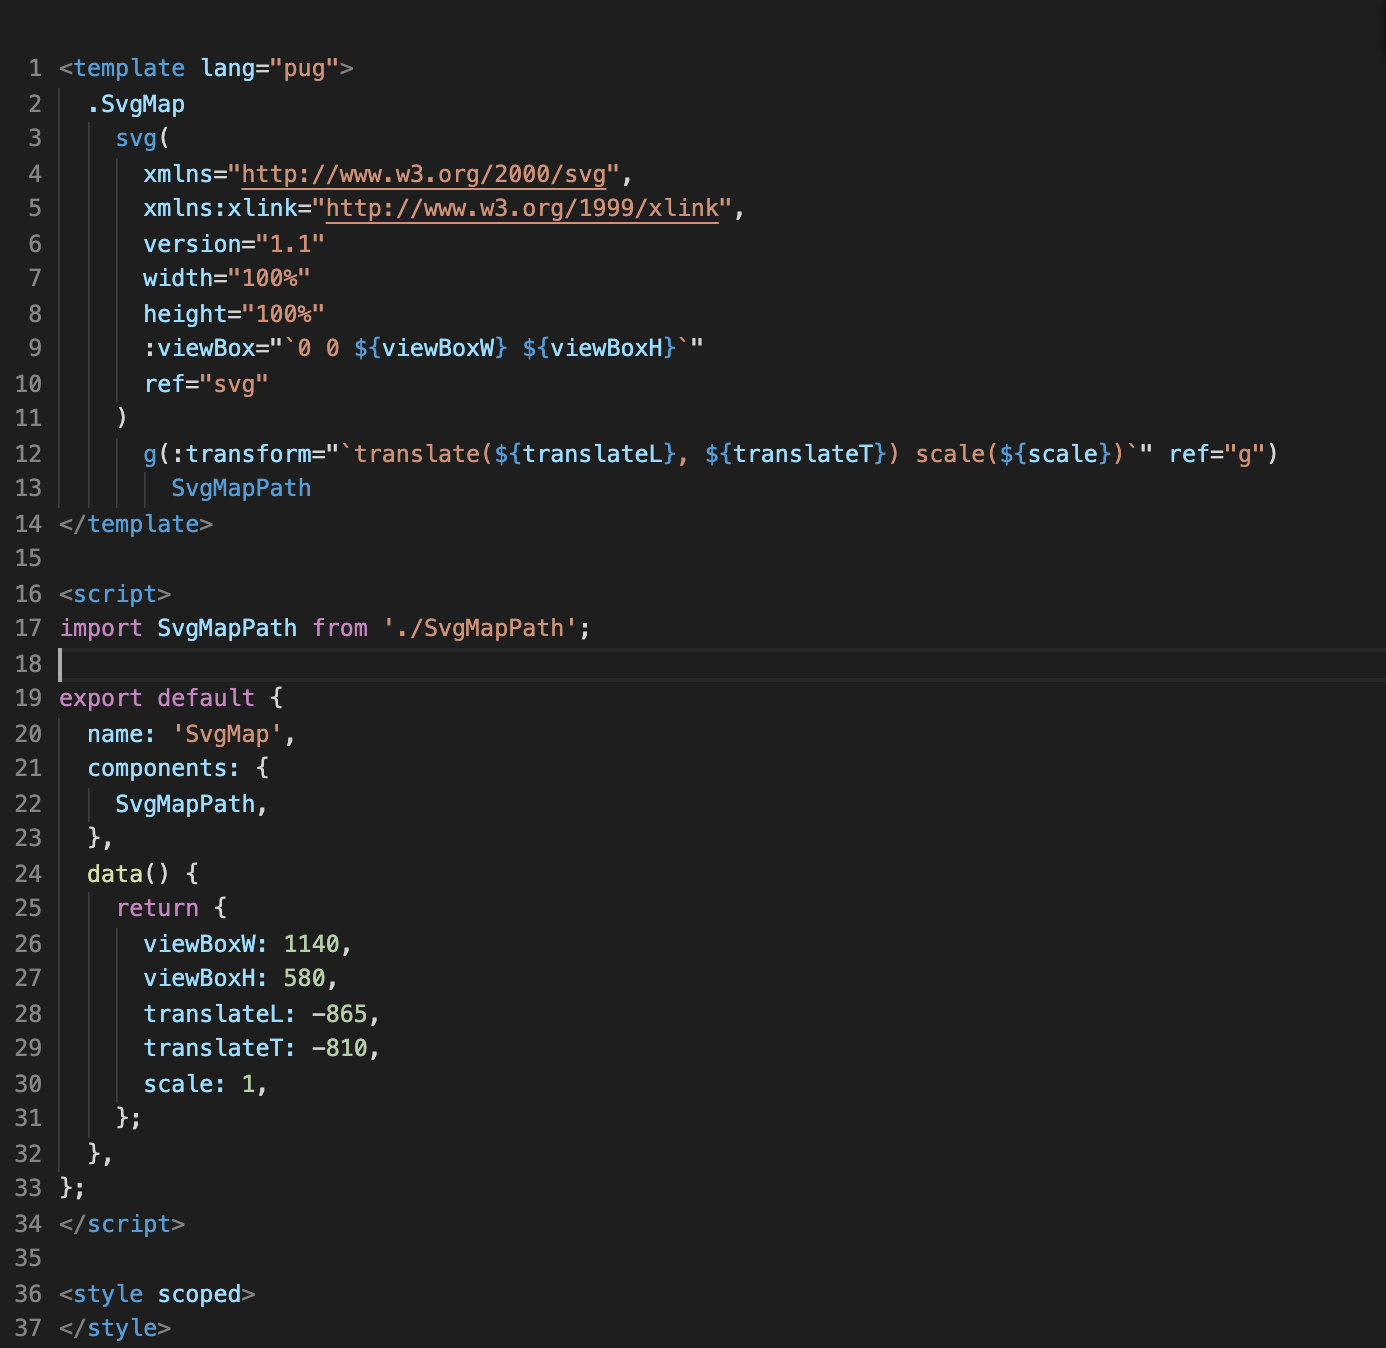 1 <template lang="pug">
2 .SvgMap
3 svg(
4 xmlns="http://www.w3.org/2000/svg",
5 xmlns:xlink="http://www.w3.org/1999/xlink",
6 version="1.1"
7 width="100%"
8 height="100%"
9 :viewBox="`0 0 ${viewBoxW} ${viewBoxH}`"
10 ref="svg"
11 )
12 g(:transform="`translate(${translateL}, ${translateT}) scale(${scale})`" ref="g")
13 SvgMapPath
14 </template>
15
16 <script>
17 import SvgMapPath from './SvgMapPath';
18
19 export default {
20 name: 'SvgMap',
21 components: {
22 SvgMapPath,
23 },
24 data() {
25 return {
26 viewBoxW: 1140,
27 viewBoxH: 580,
28 translateL: -865,
29 translateT: -810,
30 scale: 1,
31 };
32 },
33 };
34 </script>
35
36 <style scoped>
37 </style>